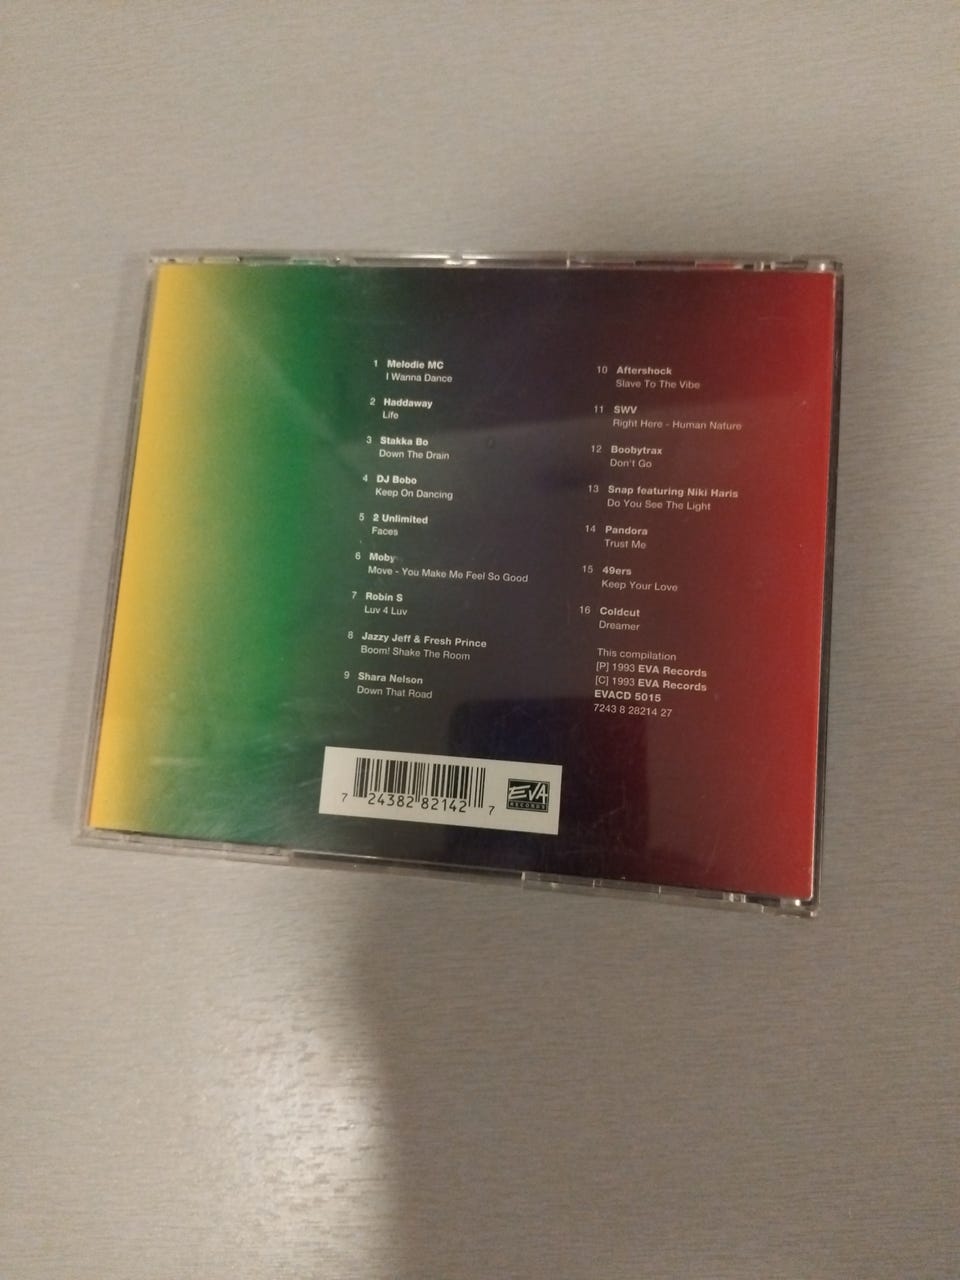 1 Melodie MC
I Wanna Dance
2 Haddaway
Life
3 Stakka Bo
Down The Drain
4 DJ Bobo
Keep On Dancing
5 2 Unlimited
Faces
6 Moby
Move - You Make Me Feel So Good
7 Robin S
Luv 4 Luv
8 Jazzy Jeff & Fresh Prince
Boom! Shake The Room
9 Shara Nelson
Down That Road
10 Aftershock
Slave To The Vibe
11 SWV
Right Here - Human Nature
12 Boobytrax
Don't Go
13 Snap featuring Niki Haris
Do You See The Light
14 Pandora
Trust Me
15 49ers
Keep Your Love
16 Coldcut
Dreamer
This compilation
[P] 1993 EVA Records
[C] 1993 EVA Records
EVACD 5015
7243 8 28214 27
7 24382 82142 7
EVA
RECORDS